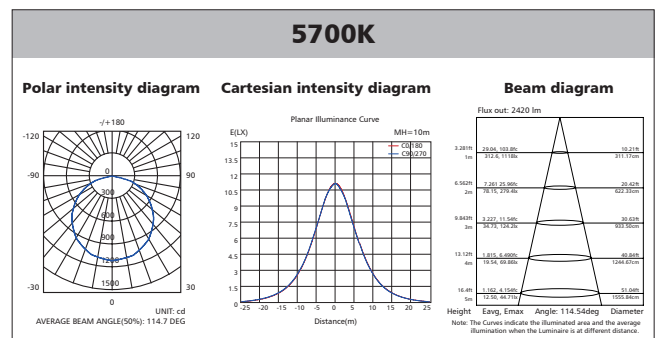 5700K
Polar intensity diagram
Cartesian intensity diagram
Beam diagram
-/+180
-120
120
-90
90
-30
30
0
0
300
600
900
1200
1500
UNIT: cd
AVERAGE BEAM ANGLE(50%): 114.7 DEG
Planar Illuminance Curve
E(LX)
MH=10m
C0/180
C90/270
15
13.5
12
10.5
9
7.5
6
4.5
3
1.5
0
-25 -20 -15 -10 -5 0 5 10 15 20 25
Distance(m)
Flux out: 2420 lm
3.281ft 29.04, 103.8fc 10.21ft
1m 312.6, 1118lx 311.17cm
6.562ft 7.261 25.96fc 20.42ft
2m 78.15, 279.4lx 622.33cm
9.843ft 3.227, 11.54fc 30.63ft
3m 34.73, 124.2lx 933.50cm
13.12ft 1.815, 6.490fc 40.84ft
4m 19.54, 69.86lx 1244.67cm
16.4ft 1.162, 4.154fc 51.04ft
5m 12.50, 44.71lx 1555.84cm
Height Eavg, Emax Angle: 114.54deg Diameter
Note: The Curves indicate the illuminated area and the average
illumination when the Luminaire is at different distance.